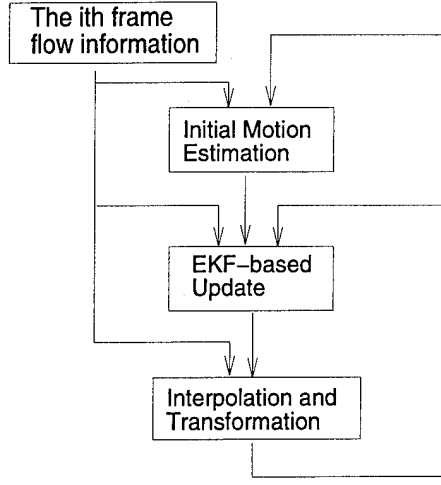 The ith frame
flow information
Initial Motion
Estimation
EKF-based
Update
Interpolation and
Transformation